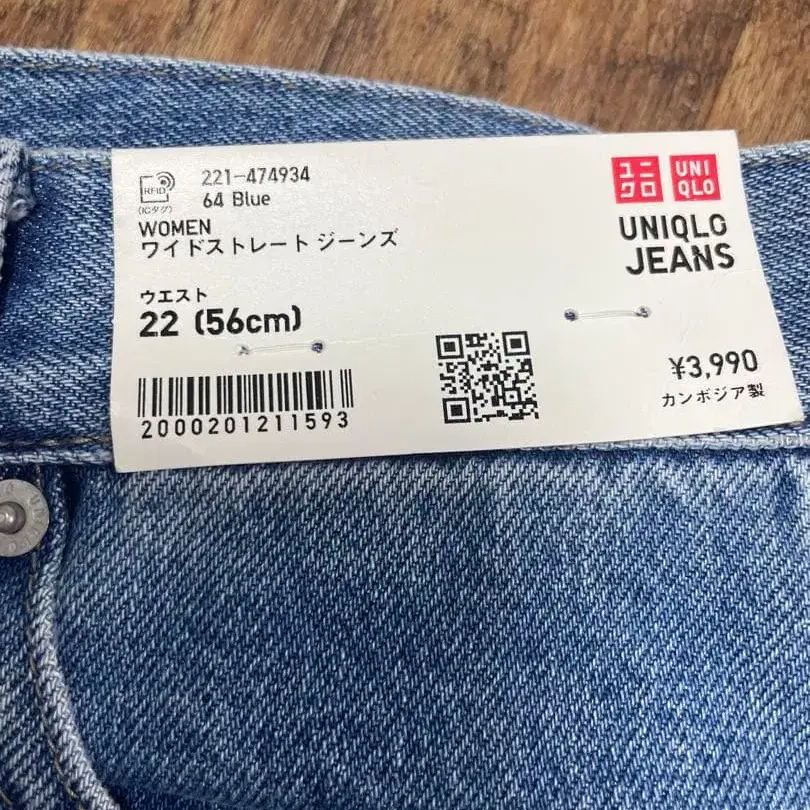 RFID
(ICタグ)
221-474934
64 Blue
WOMEN
ワイドストレート ジーンズ
ウエスト
22 (56cm)
2000201211593
ユニ
クロ
UNI
QLO
UNIQLO
JEANS
¥3,990
カンボジア製